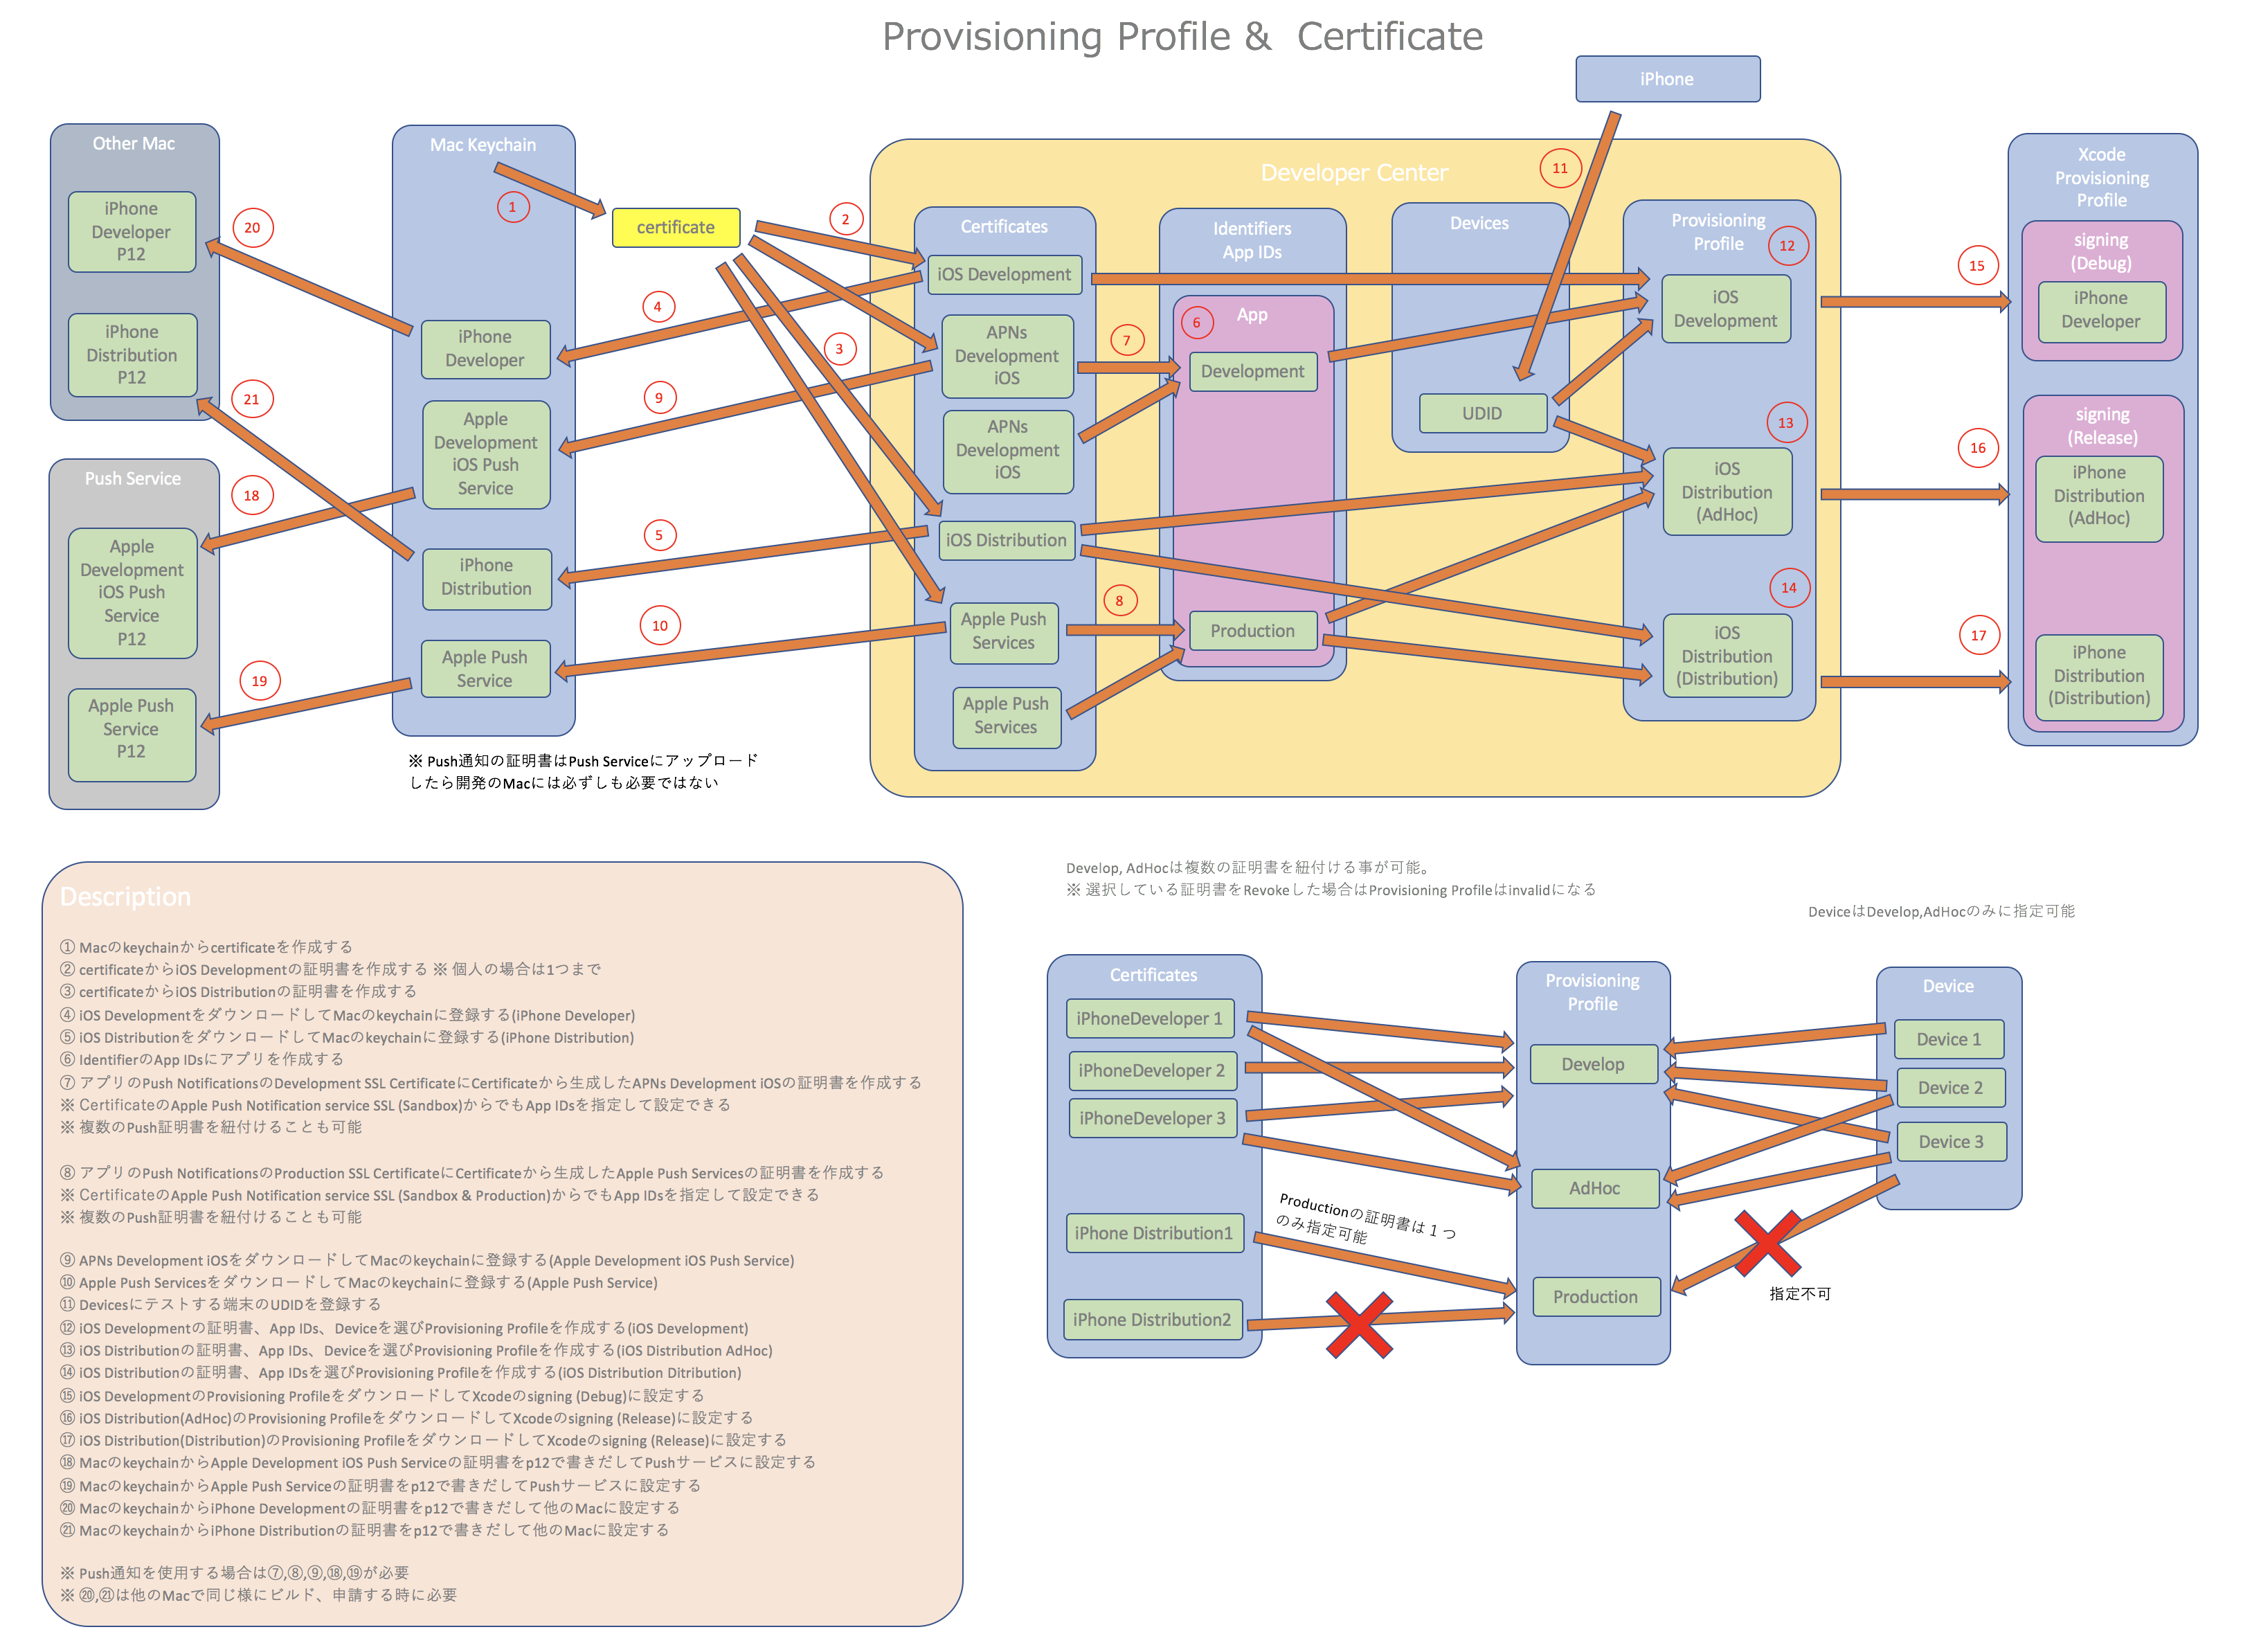 Provisioning Profile &  Certificate
iPhone
Other Mac
iPhone
Developer
P12
iPhone
Distribution
P12
20
21
Push Service
Apple
Development
iOS Push
Service
P12
Apple Push
Service
P12
18
19
Mac Keychain
1
iPhone
Developer
Apple
Development
iOS Push
Service
iPhone
Distribution
Apple Push
Service
certificate
2
4
3
9
5
10
※ Push通知の証明書はPush Serviceにアップロード
したら開発のMacには必ずしも必要ではない
Developer Center
11
Certificates
iOS Development
APNs
Development
iOS
APNs
Development
iOS
iOS Distribution
Apple Push
Services
Apple Push
Services
7
8
Identifiers
App IDs
6
App
Development
Production
Devices
UDID
Provisioning
Profile
12
iOS
Development
13
iOS
Distribution
(AdHoc)
14
iOS
Distribution
(Distribution)
15
16
17
Xcode
Provisioning
Profile
signing
(Debug)
iPhone
Developer
signing
(Release)
iPhone
Distribution
(AdHoc)
iPhone
Distribution
(Distribution)
Description
① Macのkeychainからcertificateを作成する
② certificateからiOS Developmentの証明書を作成する ※ 個人の場合は1つまで
③ certificateからiOS Distributionの証明書を作成する
④ iOS DevelopmentをダウンロードしてMacのkeychainに登録する(iPhone Developer)
⑤ iOS DistributionをダウンロードしてMacのkeychainに登録する(iPhone Distribution)
⑥ IdentifierのApp IDsにアプリを作成する
⑦ アプリのPush NotificationsのDevelopment SSL CertificateにCertificateから生成したAPNs Development iOSの証明書を作成する
※ CertificateのApple Push Notification service SSL (Sandbox)からでもApp IDsを指定して設定できる
※ 複数のPush証明書を紐付けることも可能
⑧ アプリのPush NotificationsのProduction SSL CertificateにCertificateから生成したApple Push Servicesの証明書を作成する
※ CertificateのApple Push Notification service SSL (Sandbox & Production)からでもApp IDsを指定して設定できる
※ 複数のPush証明書を紐付けることも可能
⑨ APNs Development iOSをダウンロードしてMacのkeychainに登録する(Apple Development iOS Push Service)
⑩ Apple Push ServicesをダウンロードしてMacのkeychainに登録する(Apple Push Service)
⑪ Devicesにテストする端末のUDIDを登録する
⑫ iOS Developmentの証明書、App IDs、Deviceを選びProvisioning Profileを作成する(iOS Development)
⑬ iOS Distributionの証明書、App IDs、Deviceを選びProvisioning Profileを作成する(iOS Distribution AdHoc)
⑭ iOS Distributionの証明書、App IDsを選びProvisioning Profileを作成する(iOS Distribution Ditribution)
⑮ iOS DevelopmentのProvisioning ProfileをダウンロードしてXcodeのsigning (Debug)に設定する
⑯ iOS Distribution(AdHoc)のProvisioning ProfileをダウンロードしてXcodeのsigning (Release)に設定する
⑰ iOS Distribution(Distribution)のProvisioning ProfileをダウンロードしてXcodeのsigning (Release)に設定する
⑱ MacのkeychainからApple Development iOS Push Serviceの証明書をp12で書きだしてPushサービスに設定する
⑲ MacのkeychainからApple Push Serviceの証明書をp12で書きだしてPushサービスに設定する
⑳ MacのkeychainからiPhone Developmentの証明書をp12で書きだして他のMacに設定する
㉑ MacのkeychainからiPhone Distributionの証明書をp12で書きだして他のMacに設定する
※ Push通知を使用する場合は⑦,⑧,⑨,⑱,⑲が必要
※ ⑳,㉑は他のMacで同じ様にビルド、申請する時に必要
Develop, AdHocは複数の証明書を紐付ける事が可能。
※ 選択している証明書をRevokeした場合はProvisioning Profileはinvalidになる
DeviceはDevelop,AdHocのみに指定可能
Certificates
iPhoneDeveloper 1
iPhoneDeveloper 2
iPhoneDeveloper 3
iPhone Distribution1
iPhone Distribution2
Productionの証明書は１つ
のみ指定可能
Provisioning
Profile
Develop
AdHoc
Production
Device
Device 1
Device 2
Device 3
指定不可